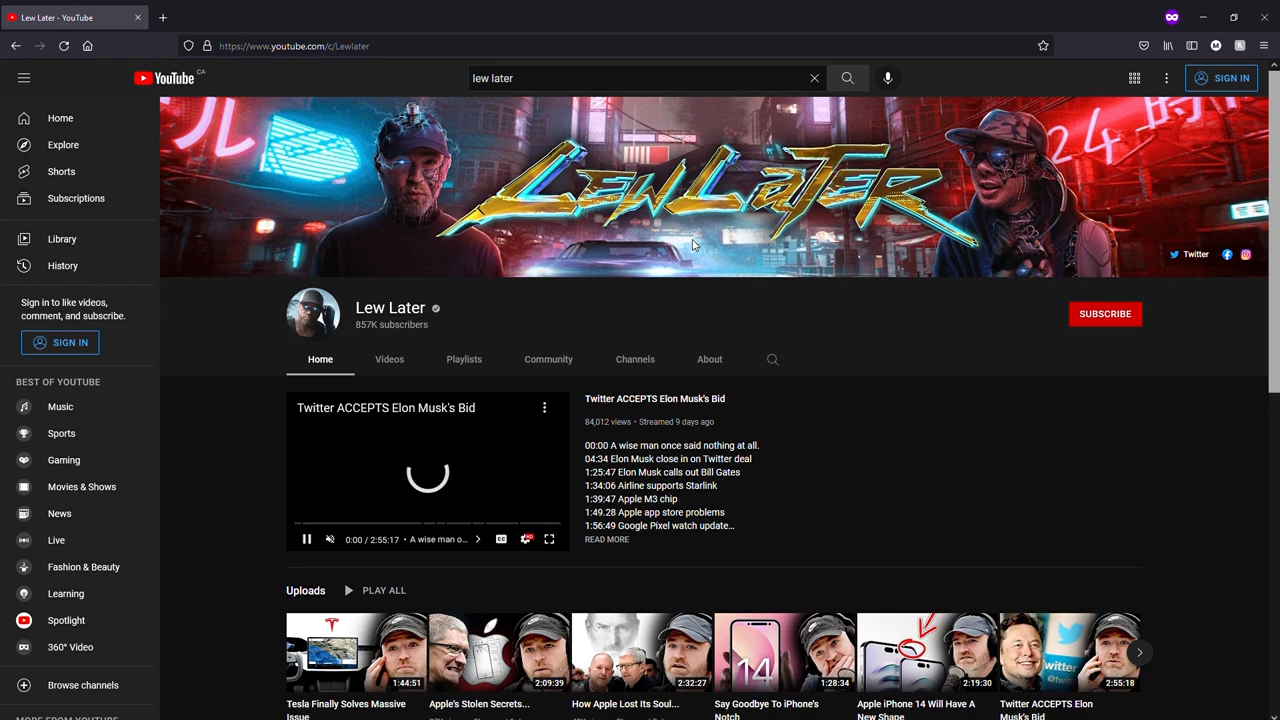 Lew Later - YouTube
https://www.youtube.com/c/Lewlater
YouTube CA
lew later
SIGN IN
Home
Explore
Shorts
Subscriptions
Library
History
Sign in to like videos,
comment, and subscribe.
SIGN IN
BEST OF YOUTUBE
Music
Sports
Gaming
Movies & Shows
News
Live
Fashion & Beauty
Learning
Spotlight
360° Video
Browse channels
MORE FROM YOUTUBE
ル
24時
LEWLATER
Twitter
Lew Later
857K subscribers
SUBSCRIBE
Home
Videos
Playlists
Community
Channels
About
Twitter ACCEPTS Elon Musk's Bid
0:00 / 2:55:17 • A wise man o...
CC
HD
Twitter ACCEPTS Elon Musk's Bid
84,012 views • Streamed 9 days ago
00:00 A wise man once said nothing at all.
04:34 Elon Musk close in on Twitter deal
1:25:47 Elon Musk calls out Bill Gates
1:34:06 Airline supports Starlink
1:39:47 Apple M3 chip
1:49.28 Apple app store problems
1:56:49 Google Pixel watch update...
READ MORE
Uploads
PLAY ALL
1:44:51
2:09:39
2:32:27
14
1:28:34
2:19:30
twitter
2:55:18
Tesla Finally Solves Massive
Issue
Apple's Stolen Secrets...
How Apple Lost Its Soul...
Say Goodbye To iPhone's
Notch
Apple iPhone 14 Will Have A
New Shape
Twitter ACCEPTS Elon
Musk's Bid